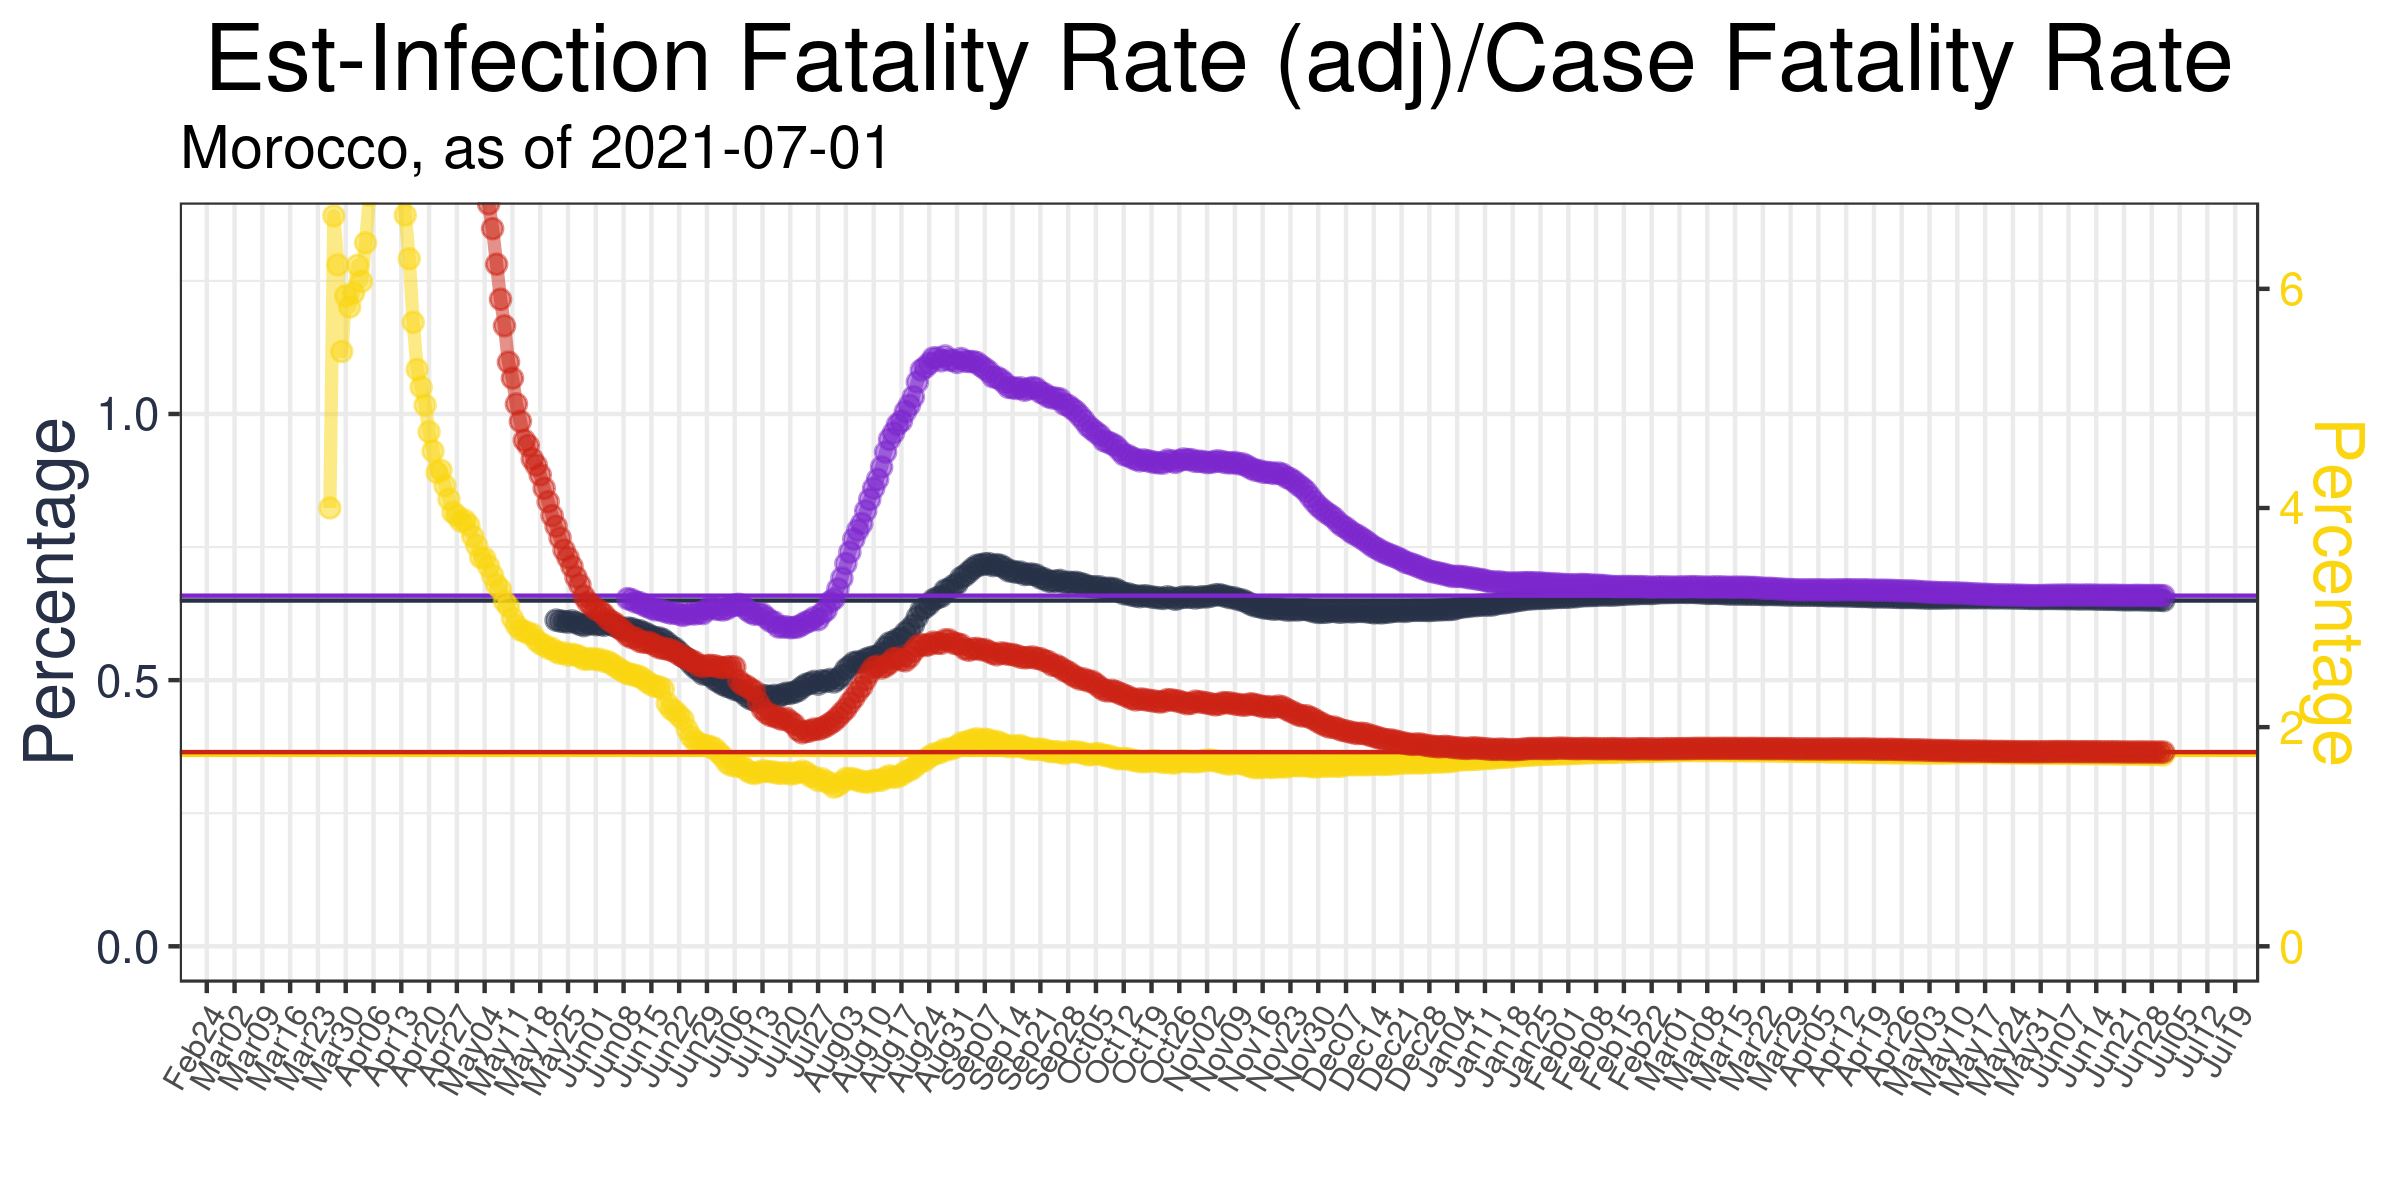 Est-Infection Fatality Rate (adj)/Case Fatality Rate
Morocco, as of 2021-07-01
Percentage
1.0
0.5
0.0
6
4
2
0
Percentage
Feb24
Mar02
Mar09
Mar16
Mar23
Mar30
Apr06
Apr13
Apr20
Apr27
May04
May11
May18
May25
Jun01
Jun08
Jun15
Jun22
Jun29
Jul06
Jul13
Jul20
Jul27
Aug03
Aug10
Aug17
Aug24
Aug31
Sep07
Sep14
Sep21
Sep28
Oct05
Oct12
Oct19
Oct26
Nov02
Nov09
Nov16
Nov23
Nov30
Dec07
Dec14
Dec21
Dec28
Jan04
Jan11
Jan18
Jan25
Feb01
Feb08
Feb15
Feb22
Mar01
Mar08
Mar15
Mar22
Mar29
Apr05
Apr12
Apr19
Apr26
May03
May10
May17
May24
May31
Jun07
Jun14
Jun21
Jun28
Jul05
Jul12
Jul19